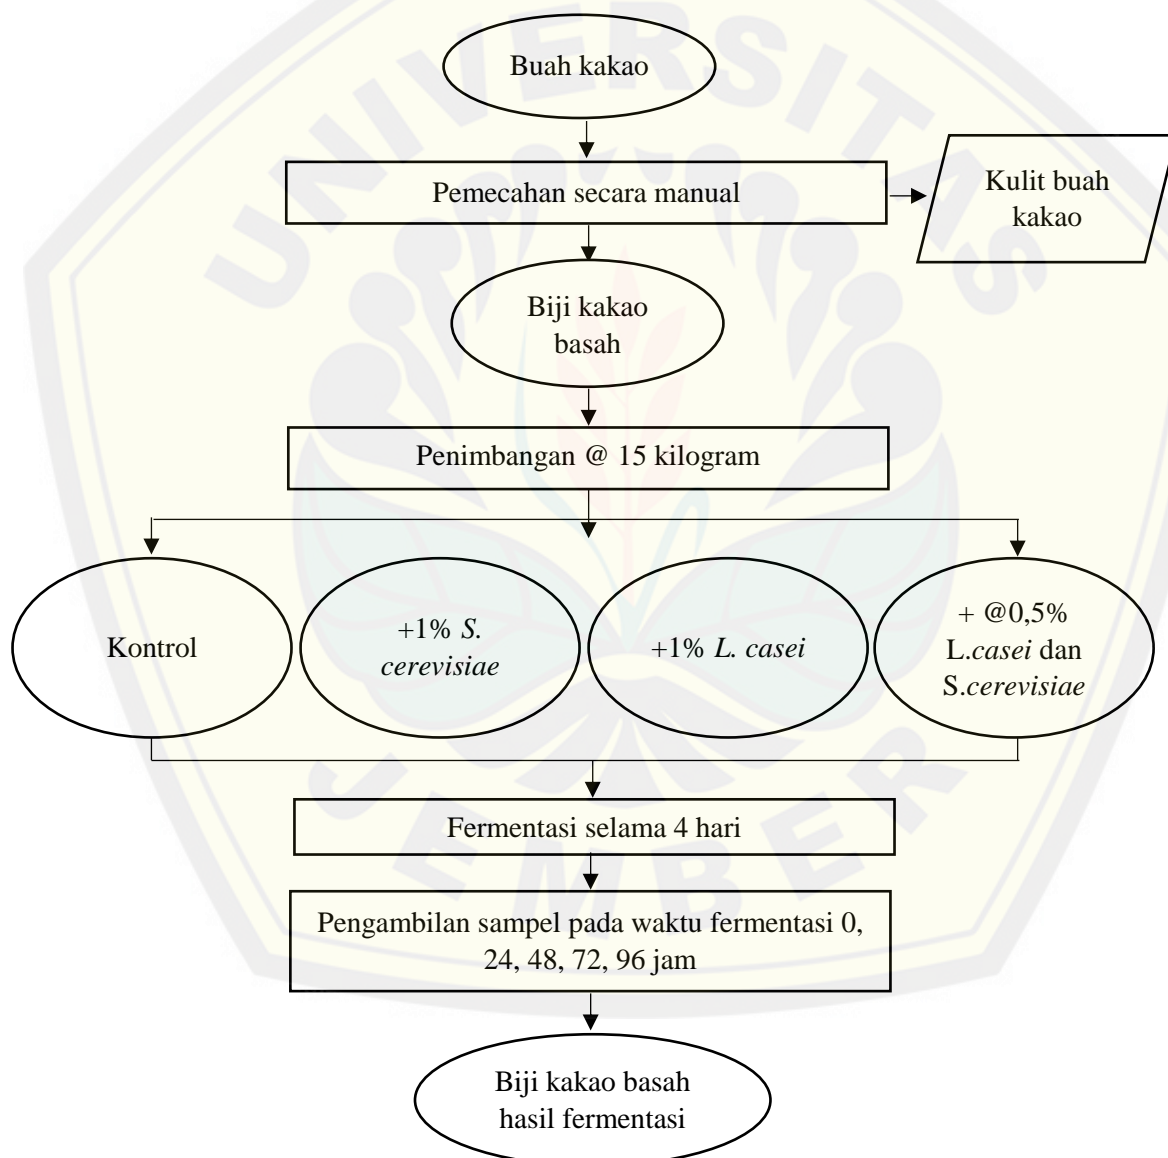 UNIVERSITAS
JEMBER
Buah kakao
Pemecahan secara manual
Kulit buah
kakao
Biji kakao
basah
Penimbangan @ 15 kilogram
Kontrol
+1% S.
cerevisiae
+1% L. casei
+ @0,5%
L.casei dan
S.cerevisiae
Fermentasi selama 4 hari
Pengambilan sampel pada waktu fermentasi 0,
24, 48, 72, 96 jam
Biji kakao basah
hasil fermentasi